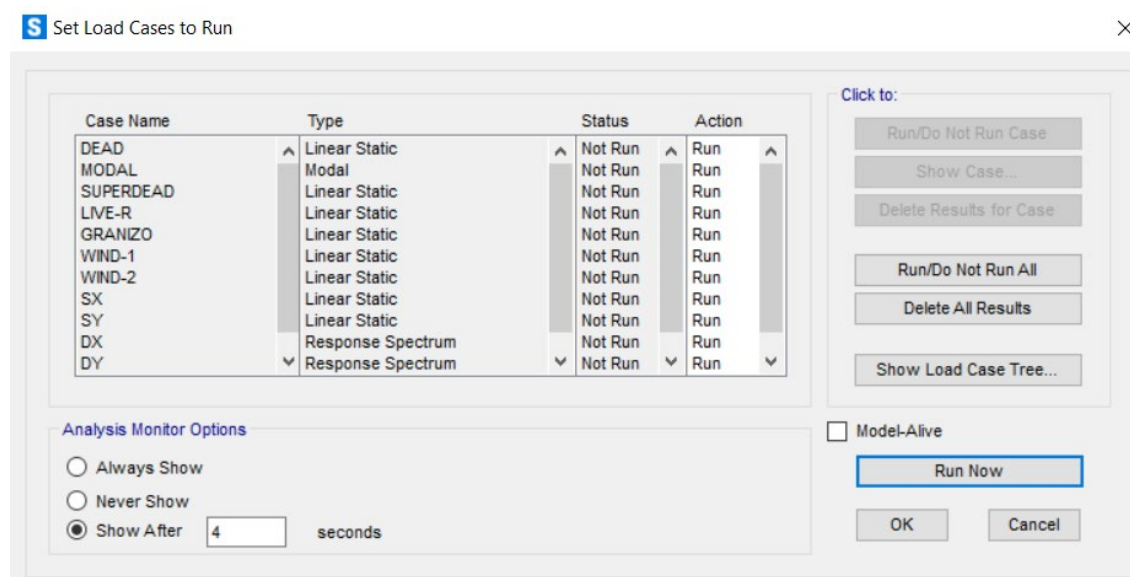 S Set Load Cases to Run
Click to:
Case Name Type Status Action
DEAD Linear Static Not Run Run
MODAL Modal Not Run Run
SUPERDEAD Linear Static Not Run Run
LIVE-R Linear Static Not Run Run
GRANIZO Linear Static Not Run Run
WIND-1 Linear Static Not Run Run
WIND-2 Linear Static Not Run Run
SX Linear Static Not Run Run
SY Linear Static Not Run Run
DX Response Spectrum Not Run Run
DY Response Spectrum Not Run Run
Run/Do Not Run Case
Show Case...
Delete Results for Case
Run/Do Not Run All
Delete All Results
Show Load Case Tree...
Analysis Monitor Options
Always Show
Never Show
Show After 4 seconds
Model-Alive
Run Now
OK Cancel